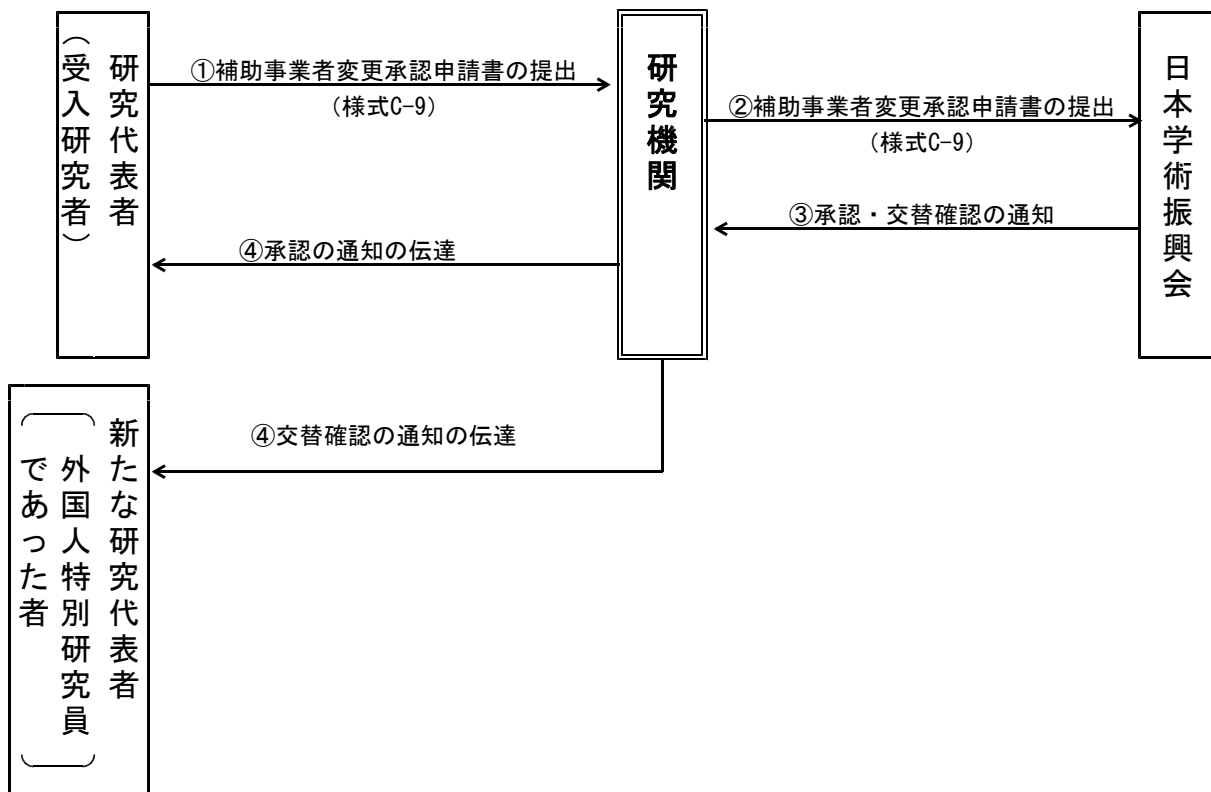 研究代表者
（受入研究者）
①補助事業者変更承認申請書の提出
（様式C-9）
研究機関
②補助事業者変更承認申請書の提出
（様式C-9）
③承認・交替確認の通知
日本学術振興会
④承認の通知の伝達
④交替確認の通知の伝達
新たな研究代表者
外国人特別研究員
であった者